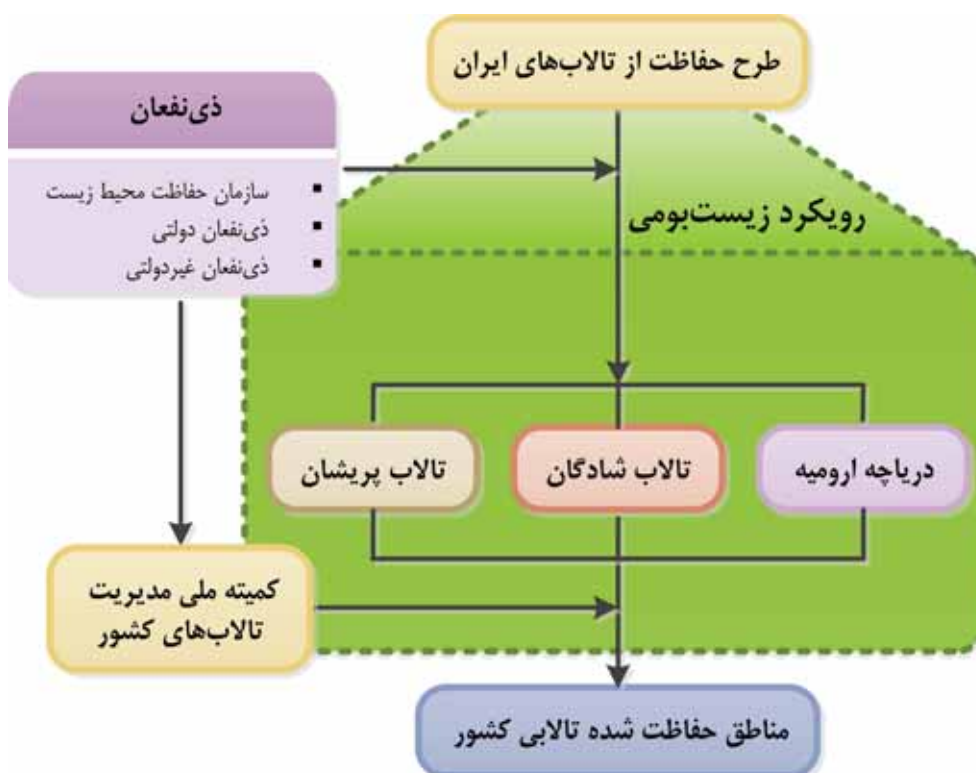 طرح حفاظت از تالاب‌های ایران
ذی‌نفعان
▪ سازمان حفاظت محیط زیست
▪ ذی‌نفعان دولتی
▪ ذی‌نفعان غیردولتی
رویکرد زیست‌بومی
دریاچه ارومیه
تالاب شادگان
تالاب پریشان
کمیته ملی مدیریت
تالاب‌های کشور
مناطق حفاظت شده تالابی کشور